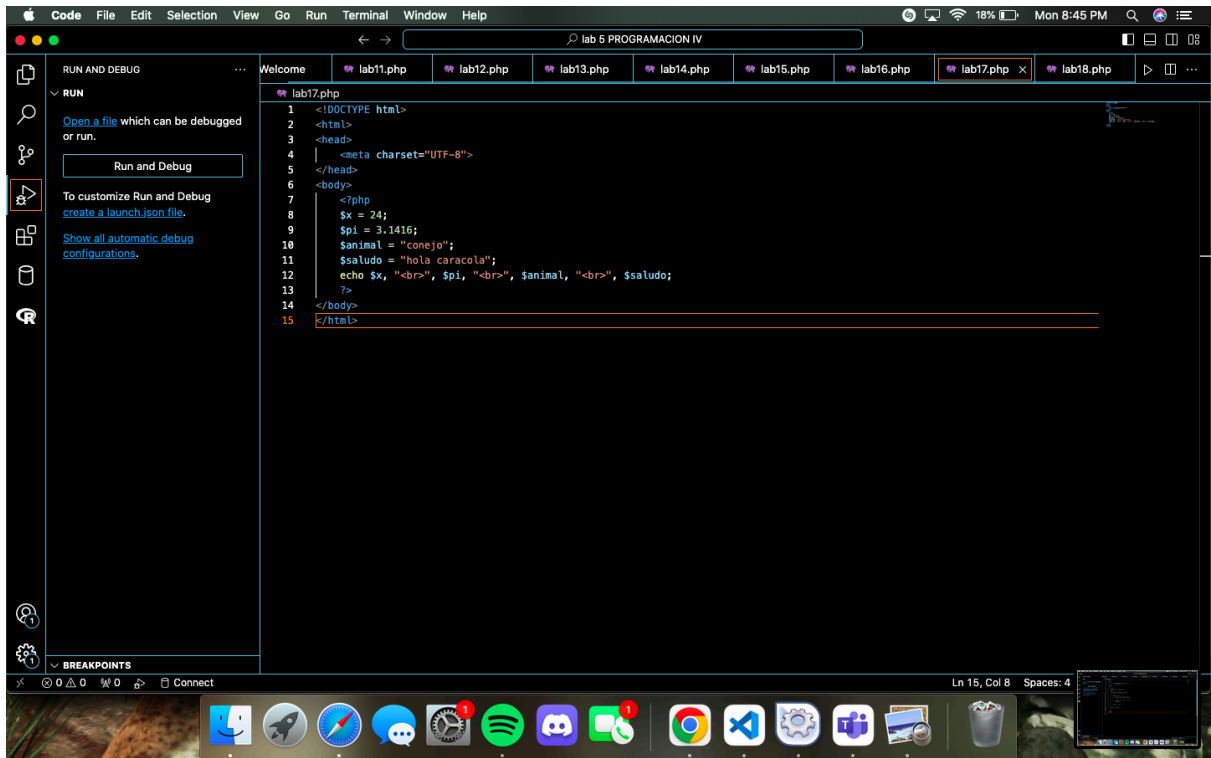 Code File Edit Selection View Go Run Terminal Window Help 18% Mon 8:45 PM
lab 5 PROGRAMACION IV
RUN AND DEBUG ···
Welcome lab11.php lab12.php lab13.php lab14.php lab15.php lab16.php lab17.php lab18.php
RUN
lab17.php
Open a file which can be debugged
or run.
Run and Debug
To customize Run and Debug
create a launch.json file.
Show all automatic debug
configurations.
1 <!DOCTYPE html>
2 <html>
3 <head>
4 <meta charset="UTF-8">
5 </head>
6 <body>
7 <?php
8 $x = 24;
9 $pi = 3.1416;
10 $animal = "conejo";
11 $saludo = "hola caracola";
12 echo $x, "<br>", $pi, "<br>", $animal, "<br>", $saludo;
13 ?>
14 </body>
15 </html>
1
1
BREAKPOINTS
0 0 0 Connect Ln 15, Col 8 Spaces: 4
1 1